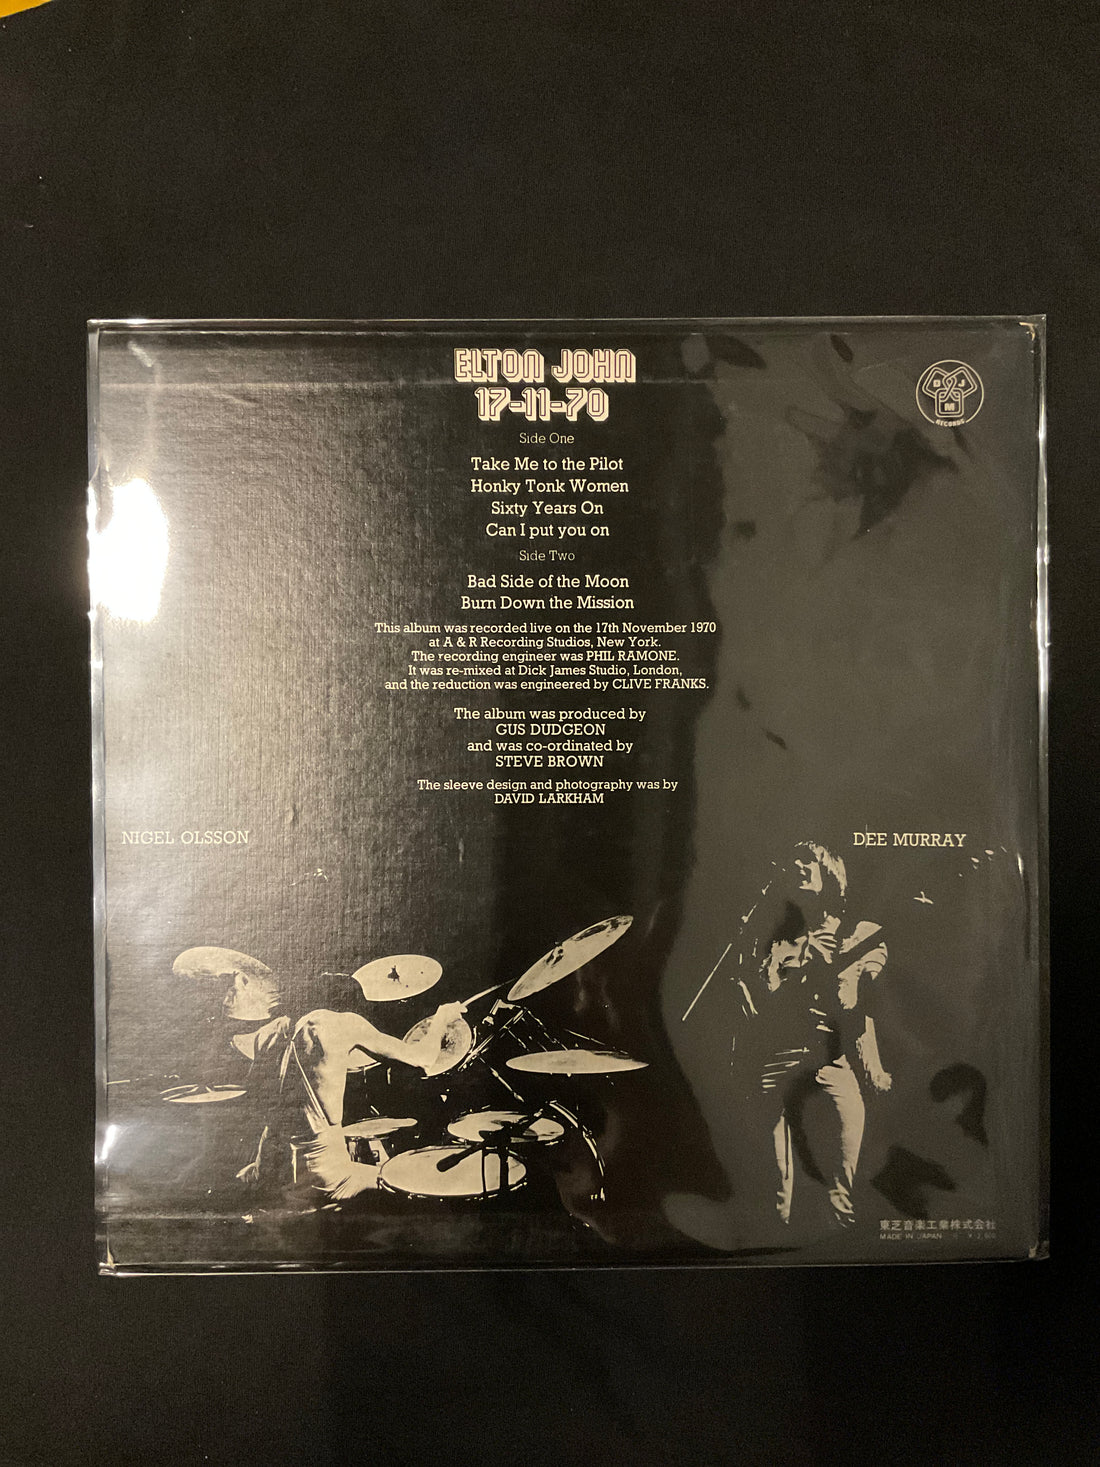 ELTON JOHN
17-11-70
DJM
RECORDS
Side One
Take Me to the Pilot
Honky Tonk Women
Sixty Years On
Can I put you on
Side Two
Bad Side of the Moon
Burn Down the Mission
This album was recorded live on the 17th November 1970
at A & R Recording Studios, New York.
The recording engineer was PHIL RAMONE.
It was re-mixed at Dick James Studio, London,
and the reduction was engineered by CLIVE FRANKS.
The album was produced by
GUS DUDGEON
and was co-ordinated by
STEVE BROWN
The sleeve design and photography was by
DAVID LARKHAM
NIGEL OLSSON
DEE MURRAY
東芝音楽工業株式会社
MADE IN JAPAN